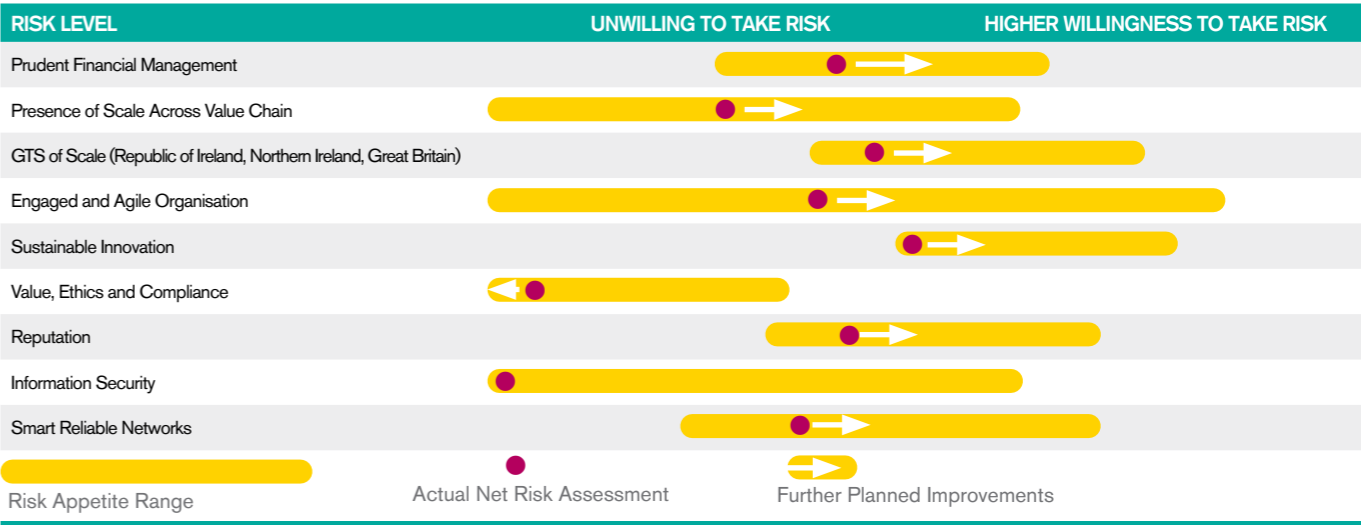 RISK LEVEL UNWILLING TO TAKE RISK HIGHER WILLINGNESS TO TAKE RISK
Prudent Financial Management
Presence of Scale Across Value Chain
GTS of Scale (Republic of Ireland, Northern Ireland, Great Britain)
Engaged and Agile Organisation
Sustainable Innovation
Value, Ethics and Compliance
Reputation
Information Security
Smart Reliable Networks
Risk Appetite Range Actual Net Risk Assessment Further Planned Improvements